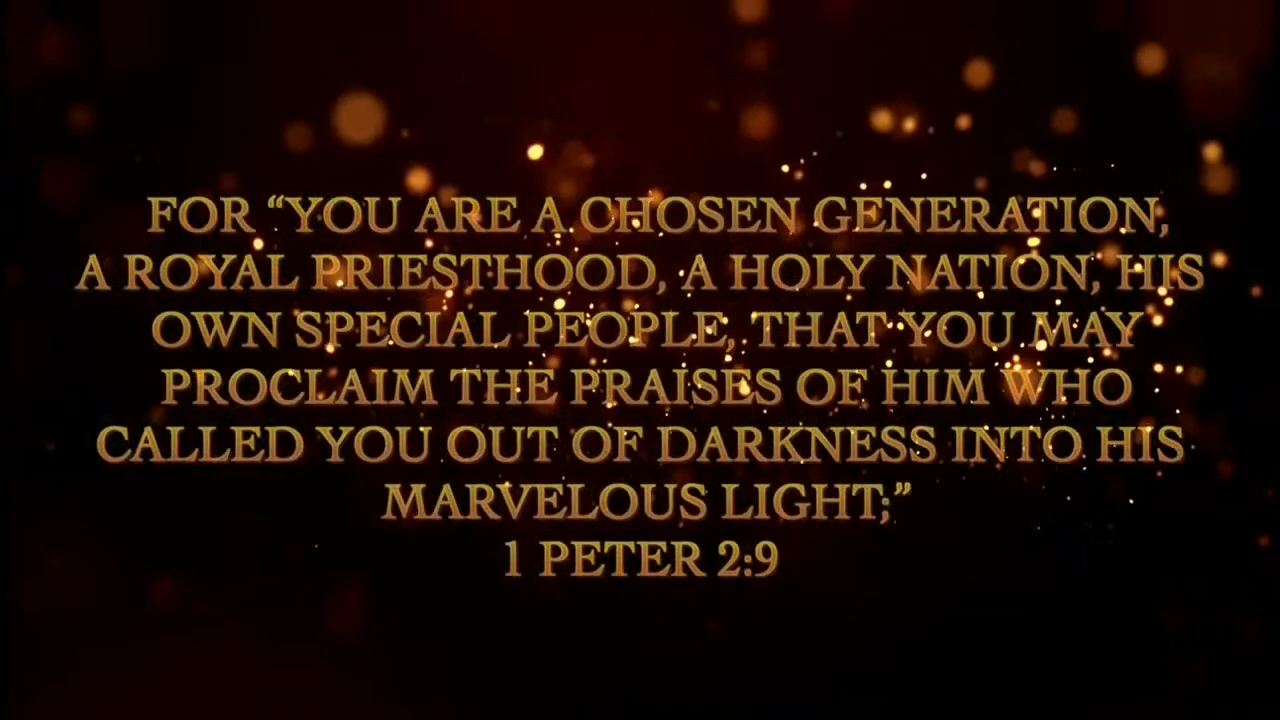 FOR “YOU ARE A CHOSEN GENERATION,
A ROYAL PRIESTHOOD, A HOLY NATION, HIS
OWN SPECIAL PEOPLE, THAT YOU MAY
PROCLAIM THE PRAISES OF HIM WHO
CALLED YOU OUT OF DARKNESS INTO HIS
MARVELOUS LIGHT;”
1 PETER 2:9